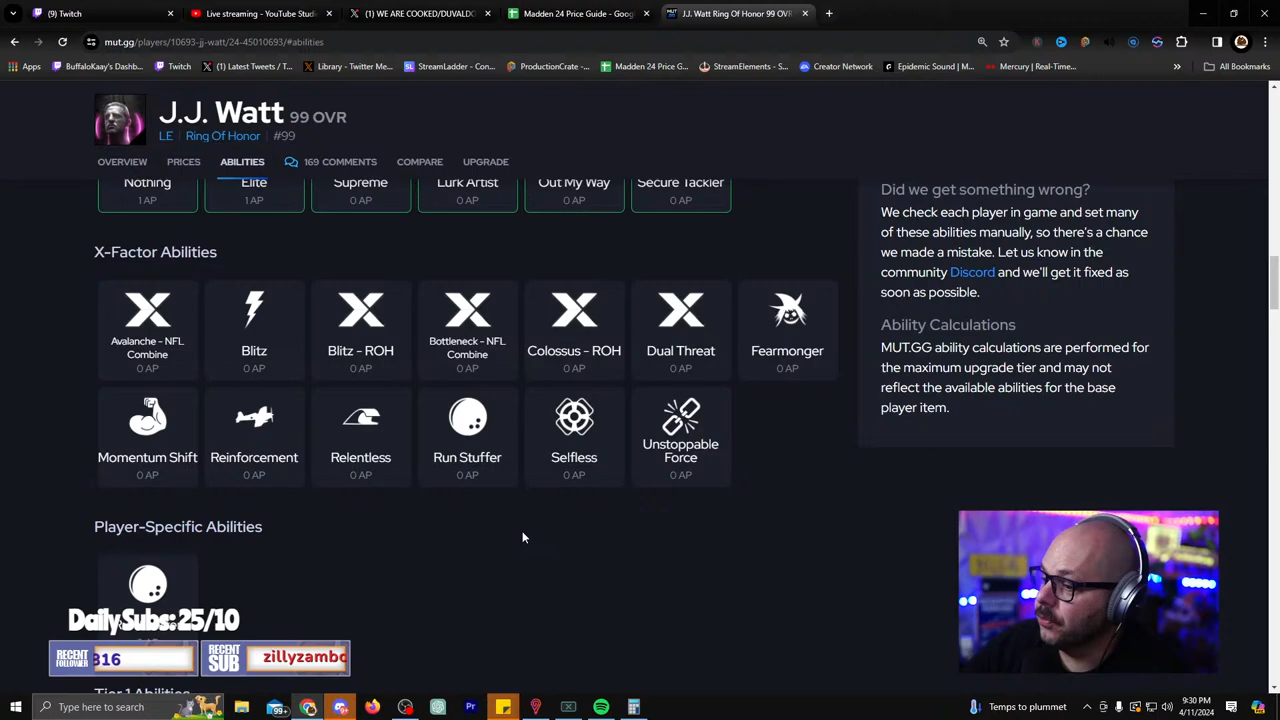 (9) Twitch
Live streaming - YouTube Studi
(1) WE ARE COOKED/DUVALDO
Madden 24 Price Guide - Goog
J.J. Watt Ring Of Honor 99 OVR
mut.gg/players/10693-jj-watt/24-45010693/#abilities
Apps
BuffaloKaay's Dashb...
Twitch
(1) Latest Tweets / T...
Library - Twitter Me...
StreamLadder - Con...
ProductionCrate -...
Madden 24 Price G...
StreamElements - S...
Creator Network
Epidemic Sound | M...
Mercury | Real-Time...
All Bookmarks
J.J. Watt 99 OVR
LE | Ring Of Honor | #99
OVERVIEW PRICES ABILITIES 169 COMMENTS COMPARE UPGRADE
Nothing Elite Supreme Lurk Artist Out My Way Secure Tackler
1 AP 1 AP 0 AP 0 AP 0 AP 0 AP
X-Factor Abilities
Avalanche - NFL Combine
0 AP
Blitz
0 AP
Blitz - ROH
0 AP
Bottleneck - NFL Combine
0 AP
Colossus - ROH
0 AP
Dual Threat
0 AP
Fearmonger
0 AP
Momentum Shift
0 AP
Reinforcement
0 AP
Relentless
0 AP
Run Stuffer
0 AP
Selfless
0 AP
Unstoppable
Force
0 AP
Player-Specific Abilities
Did we get something wrong?
We check each player in game and set many
of these abilities manually, so there's a chance
we made a mistake. Let us know in the
community Discord and we'll get it fixed as
soon as possible.
Ability Calculations
MUT.GG ability calculations are performed for
the maximum upgrade tier and may not
reflect the available abilities for the base
player item.
Daily Subs: 25/10
RECENT
FOLLOWER
316
RECENT
SUB
zillyzambo
Tier 1 Abilities
Type here to search
99+
Temps to plummet
9:30 PM
4/11/2024